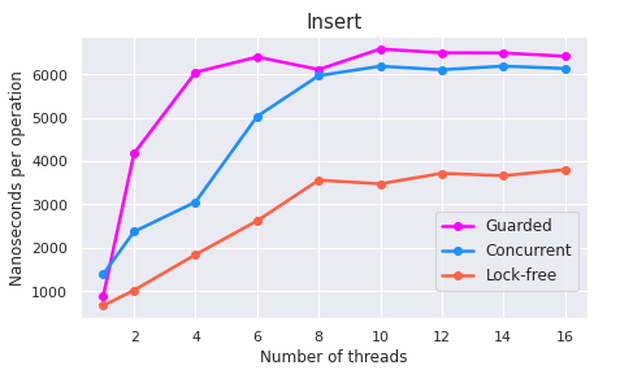 Insert
Nanoseconds per operation
6000
5000
4000
3000
2000
1000
Guarded
Concurrent
Lock-free
2 4 6 8 10 12 14 16
Number of threads